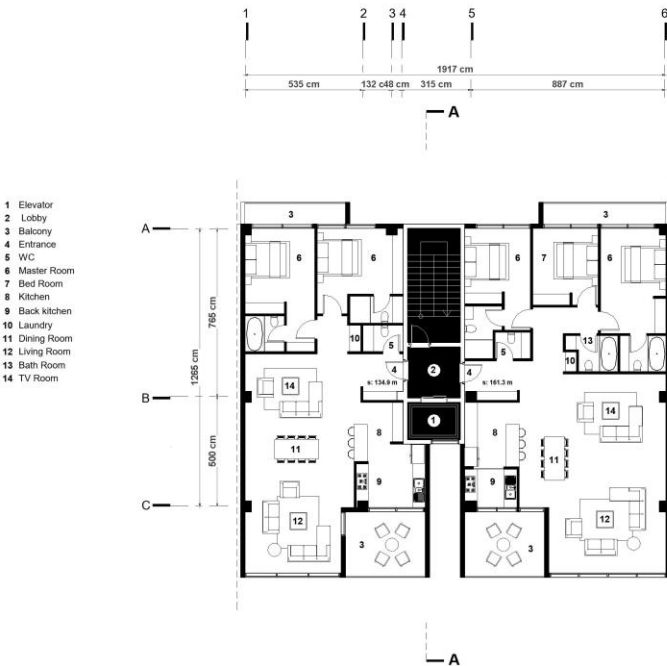 1 2 3 4 5 6
1917 cm
535 cm 132 c48 cm 315 cm 887 cm
A
3 3
1 Elevator
2 Lobby
3 Balcony
4 Entrance
5 WC
6 Master Room
7 Bed Room
8 Kitchen
9 Back kitchen
10 Laundry
11 Dining Room
12 Living Room
13 Bath Room
14 TV Room
A
B
C
765 cm
1265 cm
500 cm
6 6 6 7 6
10 5 5 13
4 2 4 10
s: 134.9 m s: 161.3 m
14 14
1
8 8
11 11
9 9
12 12
3 3
A